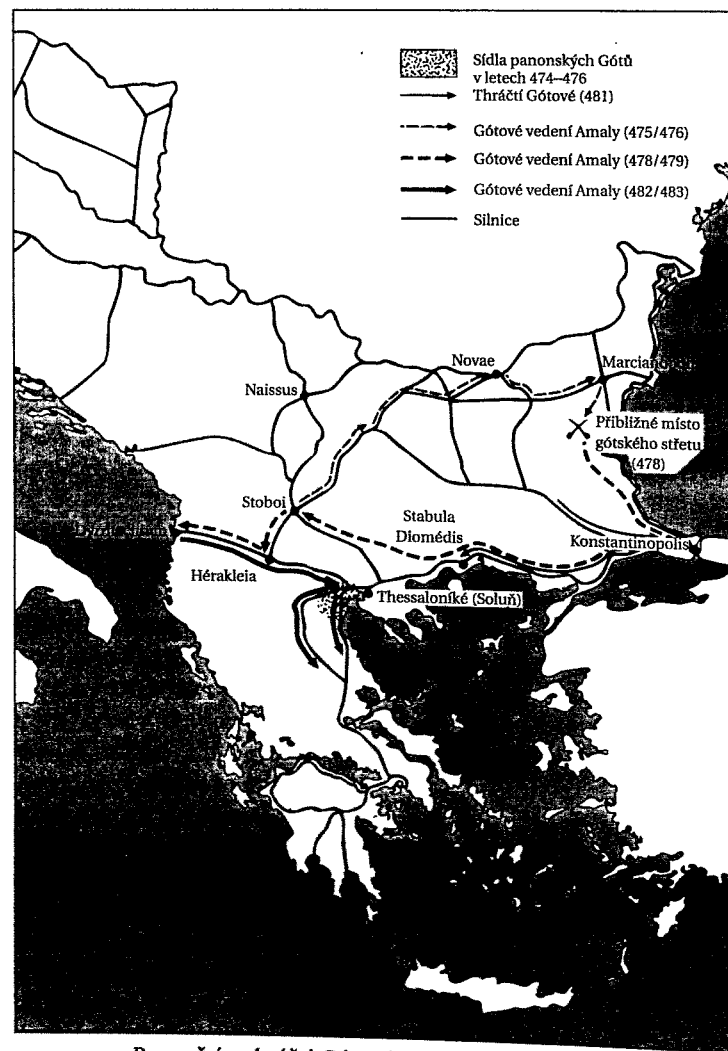 Sídla panonských Gótů
v letech 474–476
Thráčtí Gótové (481)
Gótové vedení Amaly (475/476)
Gótové vedení Amaly (478/479)
Gótové vedení Amaly (482/483)
Silnice
Novae
Naissus
Přibližné místo
gótského střetu
(478)
Stoboi
Stabula
Diomédis
Konstantinopolis
Hérakleia
Thessaloníké (Soluň)